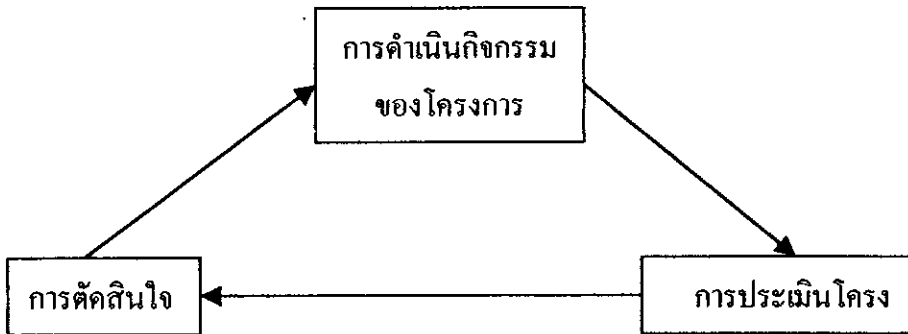 การดำเนินกิจกรรม
ของโครงการ
การตัดสินใจ
การประเมินโครง